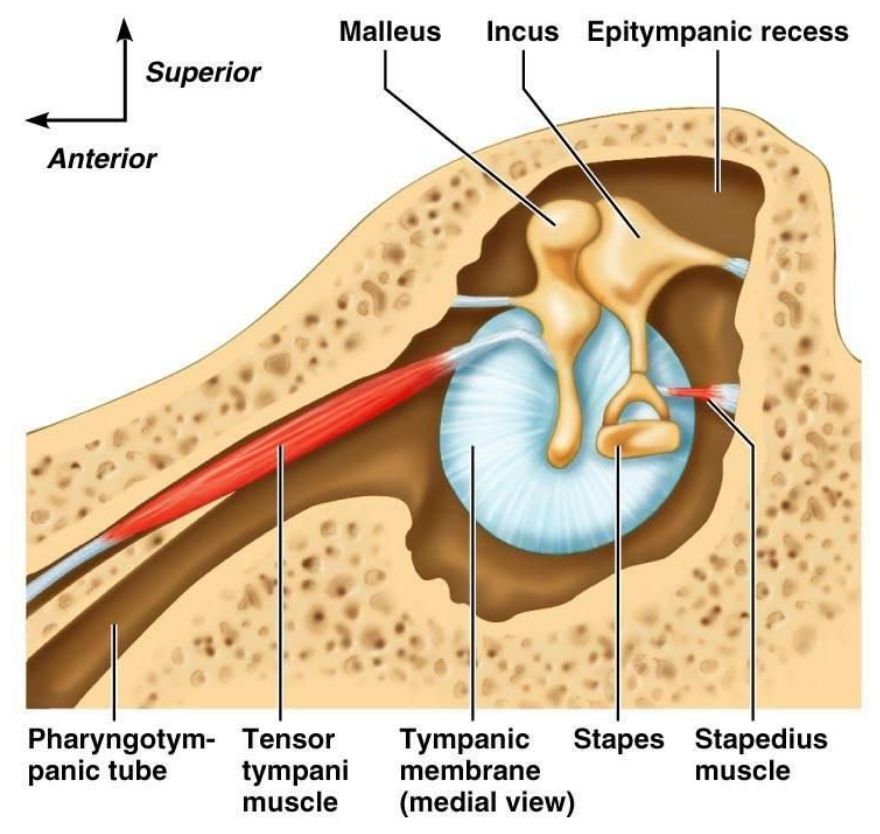 Malleus
Incus
Epitympanic recess
Superior
Anterior
Pharyngotym-
panic tube
Tensor
tympani
muscle
Tympanic
membrane
(medial view)
Stapes
Stapedius
muscle